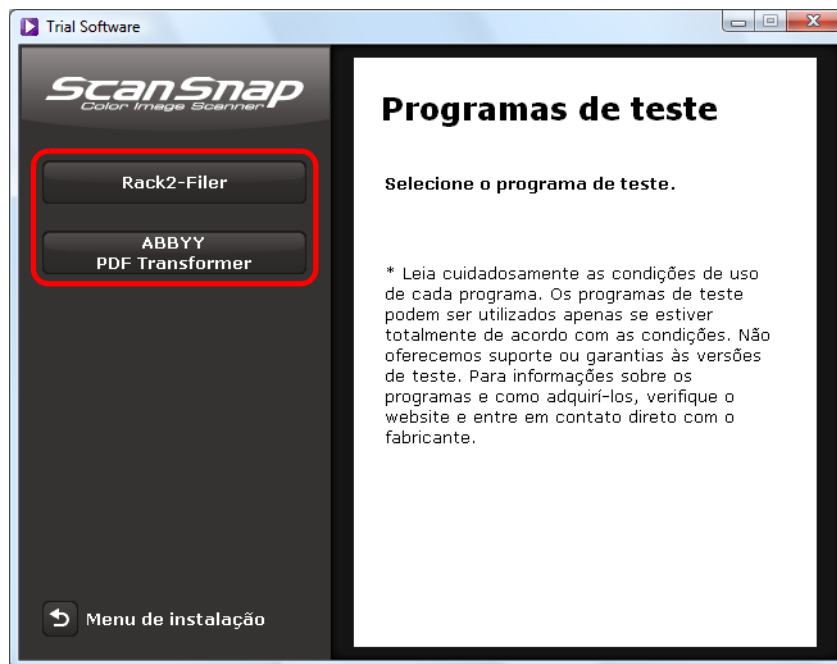 Trial Software
ScanSnap
Color Image Scanner
Rack2-Filer
ABBYY
PDF Transformer
Menu de instalação
Programas de teste
Selecione o programa de teste.
* Leia cuidadosamente as condições de uso
de cada programa. Os programas de teste
podem ser utilizados apenas se estiver
totalmente de acordo com as condições. Não
oferecemos suporte ou garantias às versões
de teste. Para informações sobre os
programas e como adquirí-los, verifique o
website e entre em contato direto com o
fabricante.